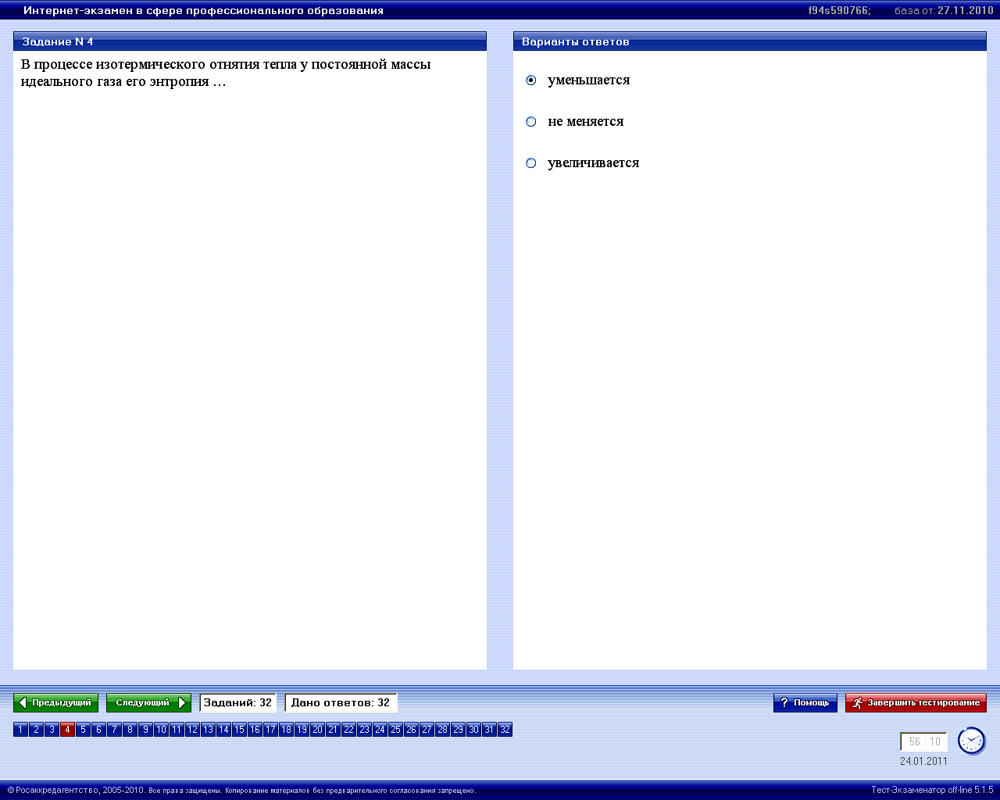 Интернет-экзамен в сфере профессионального образования
f94s590766; база от: 27.11.2010
Задание N 4
В процессе изотермического отнятия тепла у постоянной массы
идеального газа его энтропия …
Варианты ответов
уменьшается
не меняется
увеличивается
Предыдущий Следующий Заданий: 32 Дано ответов: 32 ? Помощь Завершить тестирование
1 2 3 4 5 6 7 8 9 10 11 12 13 14 15 16 17 18 19 20 21 22 23 24 25 26 27 28 29 30 31 32
56 : 10
24.01.2011
© Росаккредагентство, 2005-2010. Все права защищены. Копирование материалов без предварительного согласования запрещено. Тест-Экзаменатор off-line 5.1.5